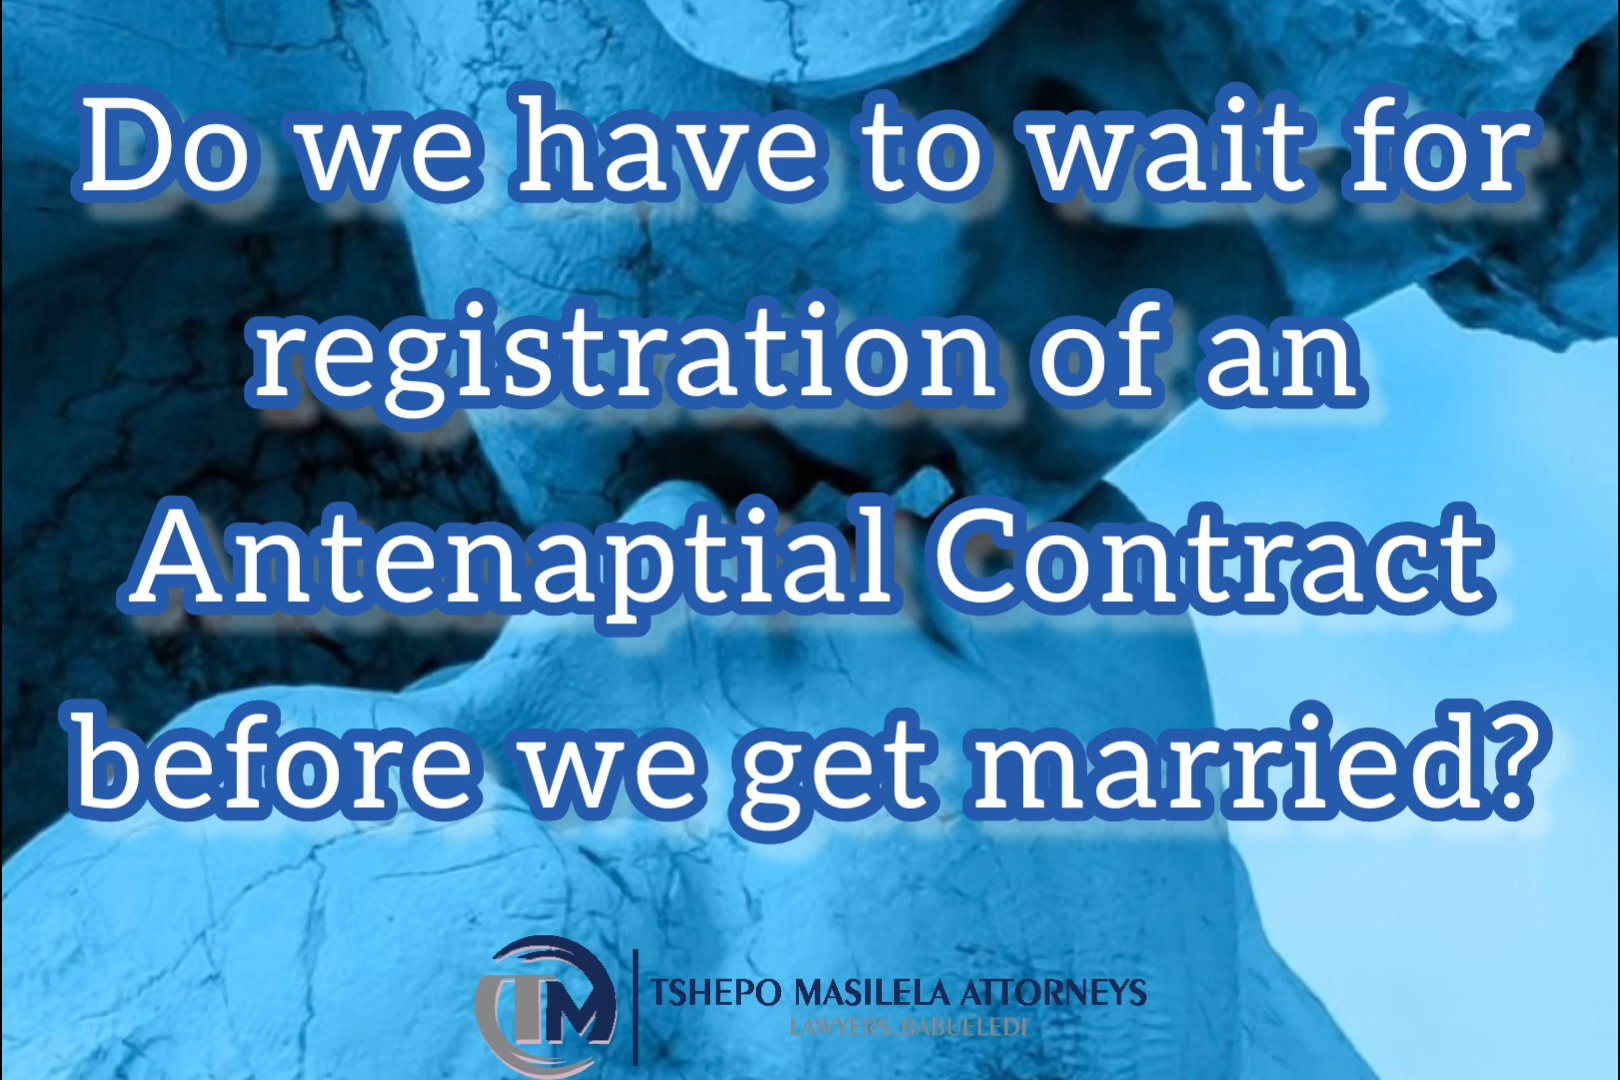 Do we have to wait for
registration of an
Antenaptial Contract
before we get married?
TM
TSHEPO MASILELA ATTORNEYS
LAWYERS.BABUELEDI